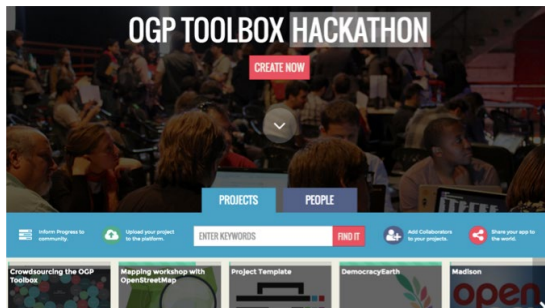 OGP TOOLBOX HACKATHON
CREATE NOW
PROJECTS
PEOPLE
Inform Progress to
community.
Upload your project
to the platform.
ENTER KEYWORDS
FIND IT
Add Collaborators
to your projects.
Share your app to
the world.
Crowdsourcing the OGP
Toolbox
Mapping workshop with
OpenStreetMap
Project Template
DemocracyEarth
Madison
open